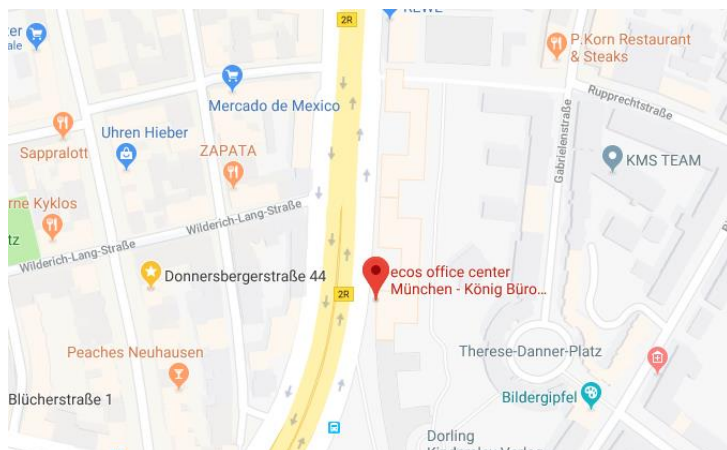 REWE
2R
P.Korn Restaurant
& Steaks
Mercado de Mexico
Rupprechtstraße
Gabrielenstraße
Uhren Hieber
ZAPATA
Sappralott
KMS TEAM
rne Kyklos
Wilderich-Lang-Straße
tz
Wilderich-Lang-Straße
Donnersbergerstraße 44
ecos office center
München - König Büro...
2R
Therese-Danner-Platz
Peaches Neuhausen
Bildergipfel
Blücherstraße 1
Dorling